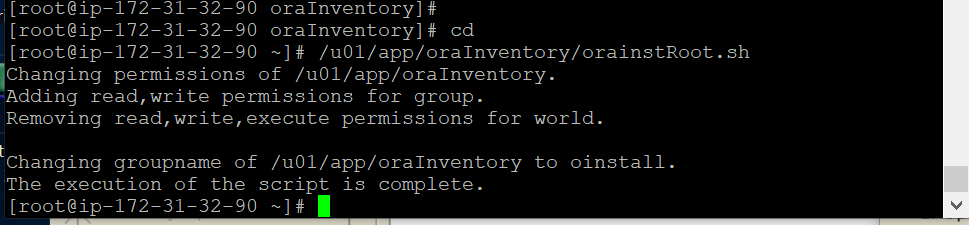 [root@ip-172-31-32-90 oraInventory]#
[root@ip-172-31-32-90 oraInventory]# cd
[root@ip-172-31-32-90 ~]# /u01/app/oraInventory/orainstRoot.sh
Changing permissions of /u01/app/oraInventory.
Adding read,write permissions for group.
Removing read,write,execute permissions for world.
Changing groupname of /u01/app/oraInventory to oinstall.
The execution of the script is complete.
[root@ip-172-31-32-90 ~]#